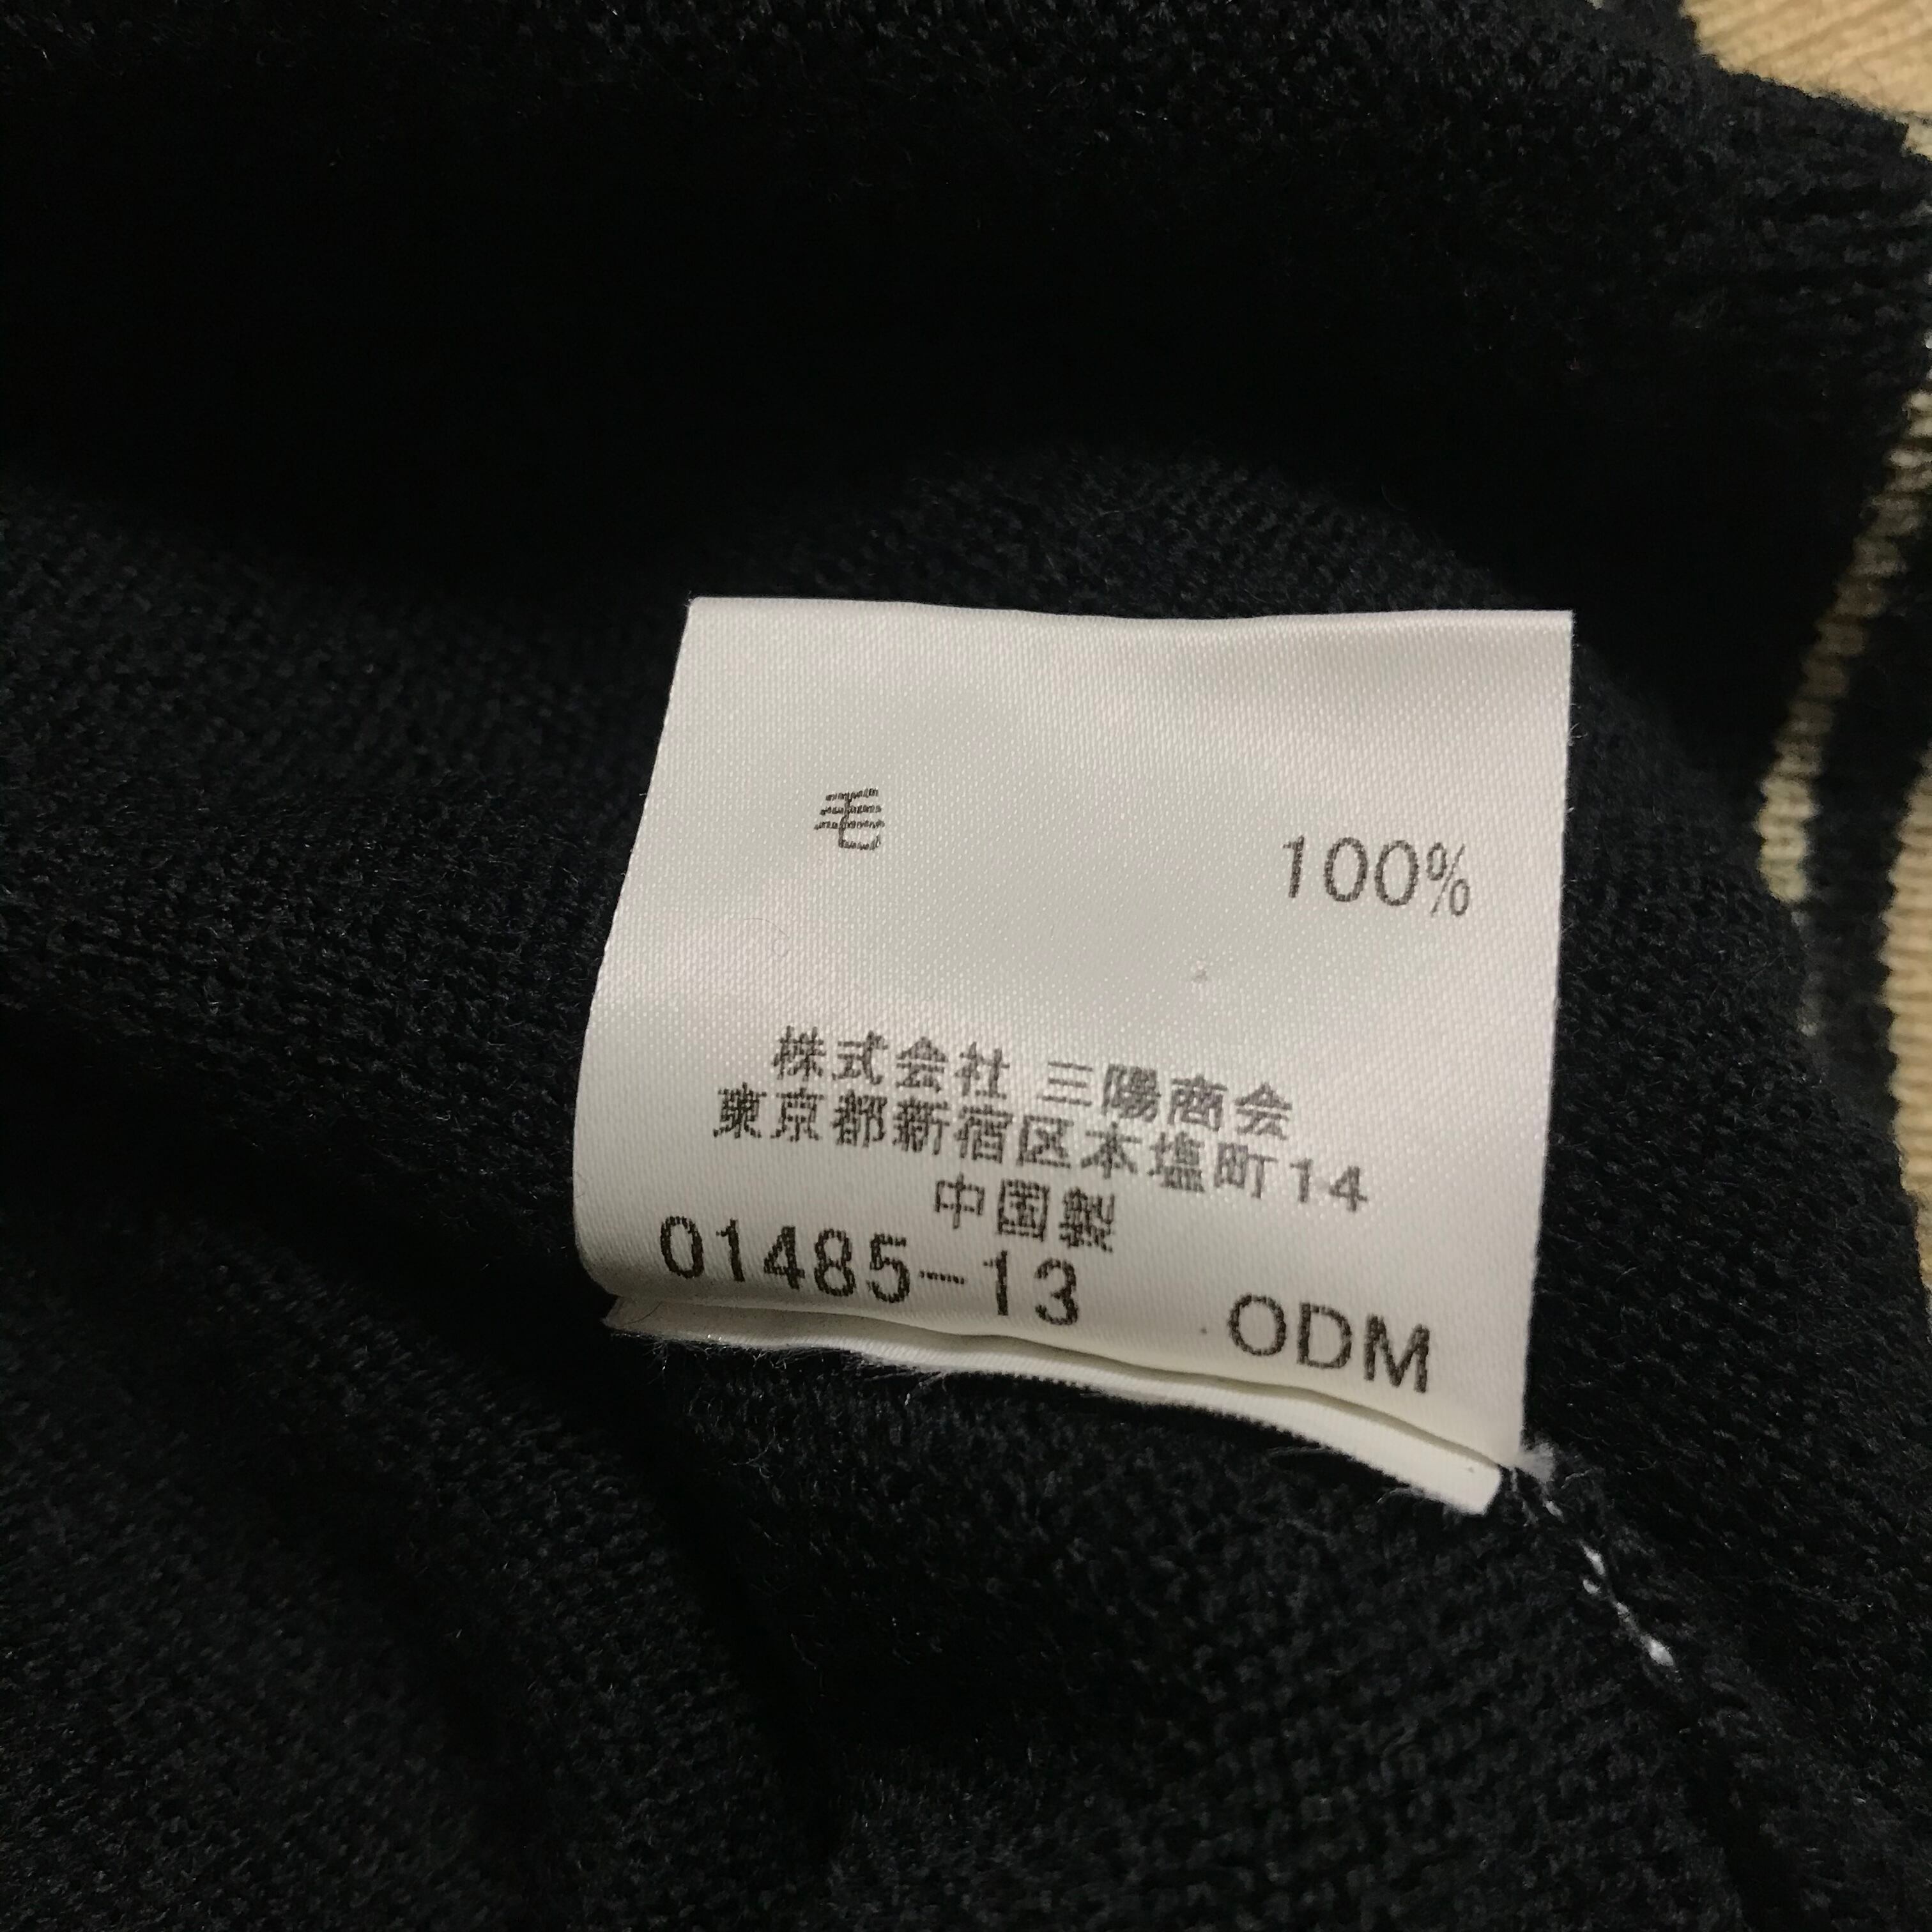 毛 100%
株式会社 三陽商会
東京都新宿区本塩町14
中国製
01485-13 ODM